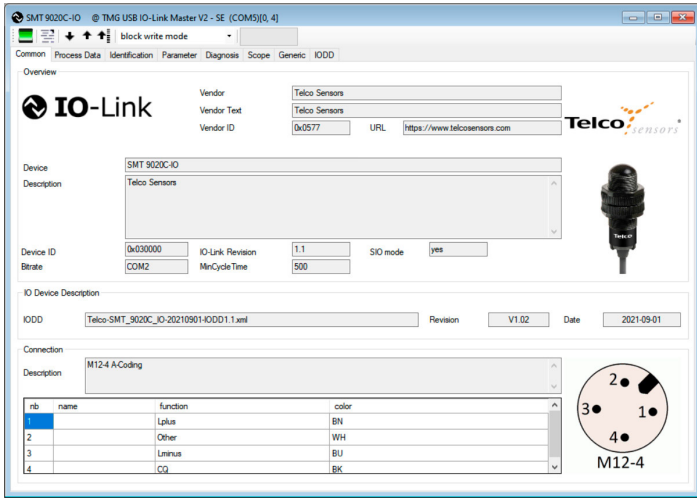 SMT 9020C-IO @ TMG USB IO-Link Master V2 - SE (COM5)[0, 4]
block write mode
Common Process Data Identification Parameter Diagnosis Scope Generic IODD
Overview
IO-Link
Vendor Telco Sensors
Vendor Text Telco Sensors
Vendor ID 0x0577 URL https://www.telcosensors.com
Telco sensors
Device SMT 9020C-IO
Description Telco Sensors
Telco
Device ID 0x030000 IO-Link Revision 1.1 SIO mode yes
Bitrate COM2 MinCycleTime 500
IO Device Description
IODD Telco-SMT_9020C_IO-20210901-IODD1.1.xml Revision V1.02 Date 2021-09-01
Connection
Description M12-4 A-Coding
nb name function color
1 Lplus BN
2 Other WH
3 Lminus BU
4 CQ BK
2
3 1
4
M12-4